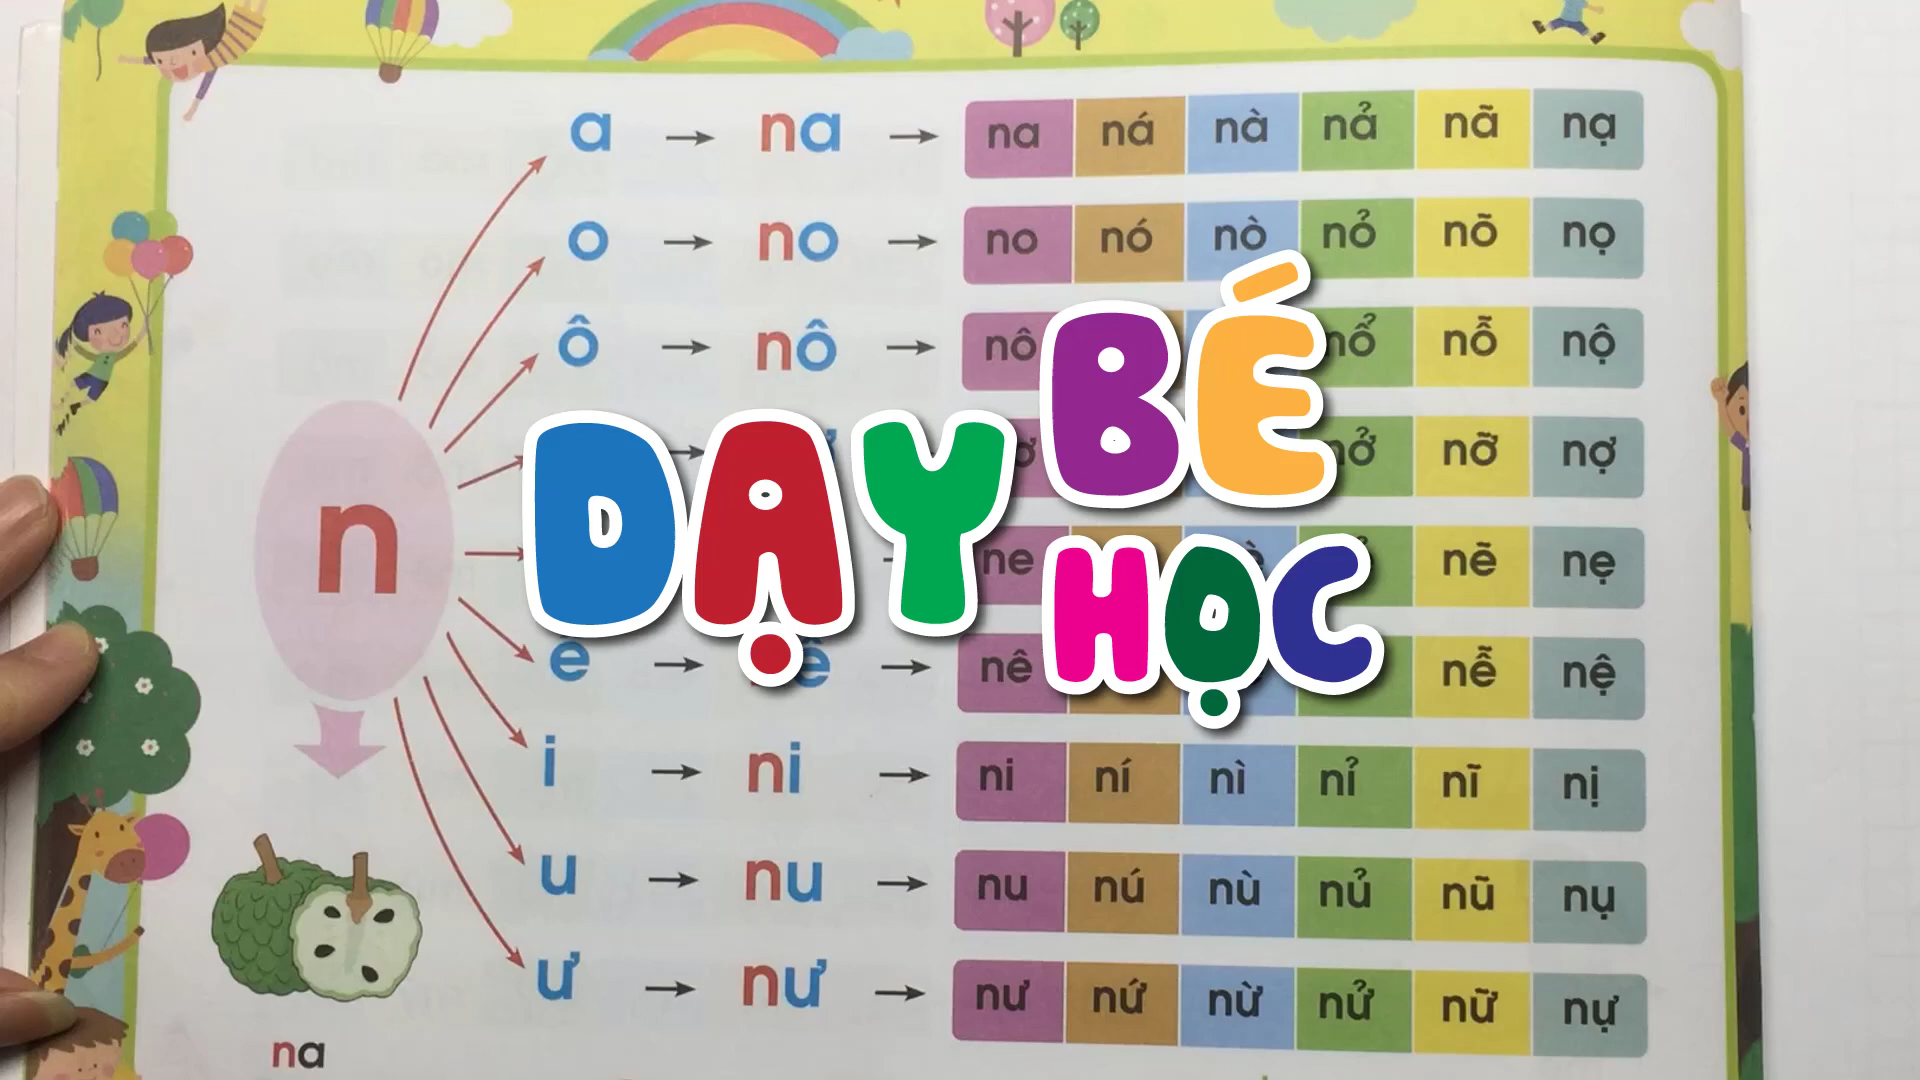 a → na → na ná nà nả nã nạ
o → no → no nó nò nỏ nõ nọ
ô → nô → nô nổ nỗ nộ
nỡ nợ
n
ne nẽ nẹ
nê nễ nệ
i → ni → ni ní nì nỉ nĩ nị
u → nu → nu nú nù nủ nũ nụ
ư → nư → nư nứ nừ nử nữ nự
na
DẠY BÉ
HỌC